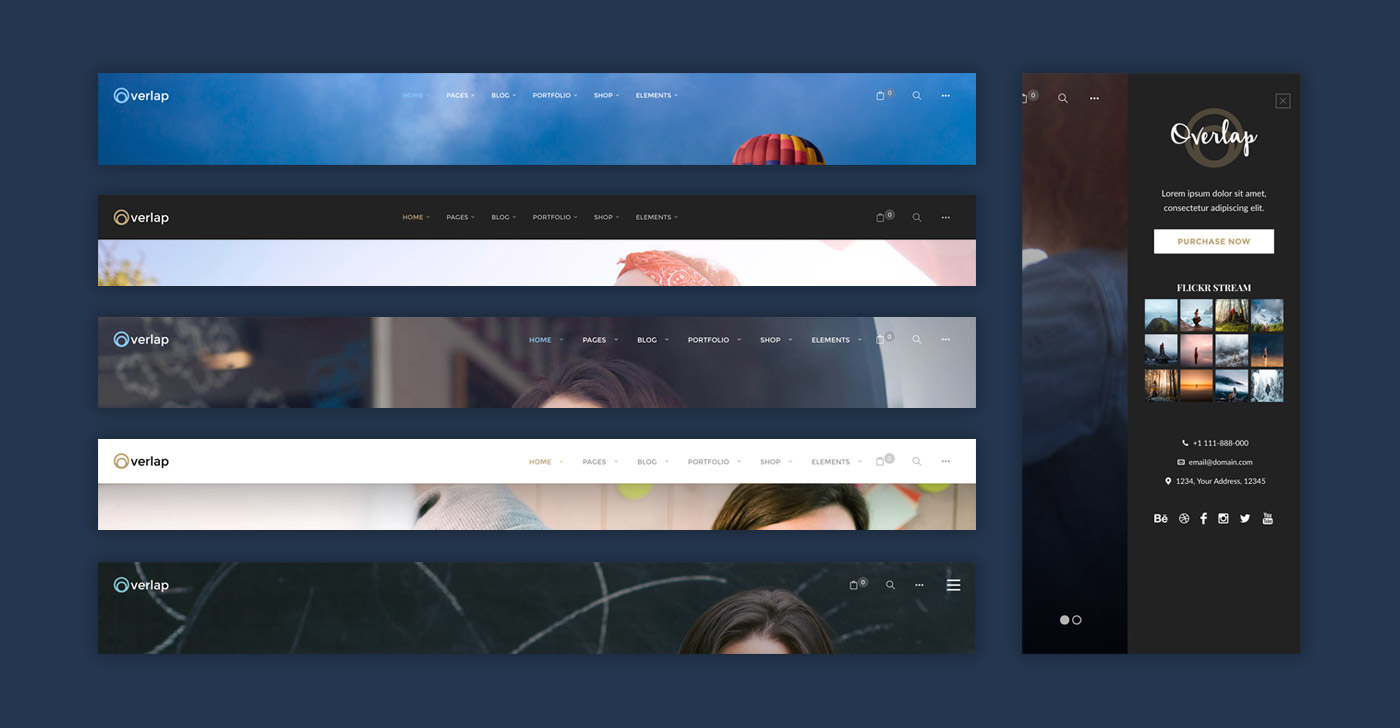 Overlap
HOME PAGES BLOG PORTFOLIO SHOP ELEMENTS 0
Overlap
HOME PAGES BLOG PORTFOLIO SHOP ELEMENTS 0
Overlap
HOME PAGES BLOG PORTFOLIO SHOP ELEMENTS 0
Overlap
HOME PAGES BLOG PORTFOLIO SHOP ELEMENTS 0
Overlap
0
0
Overlap
Lorem ipsum dolor sit amet,
consectetur adipiscing elit.
PURCHASE NOW
FLICKR STREAM
+1 111-888-000
email@domain.com
1234, Your Address, 12345
Bē
You
Tube